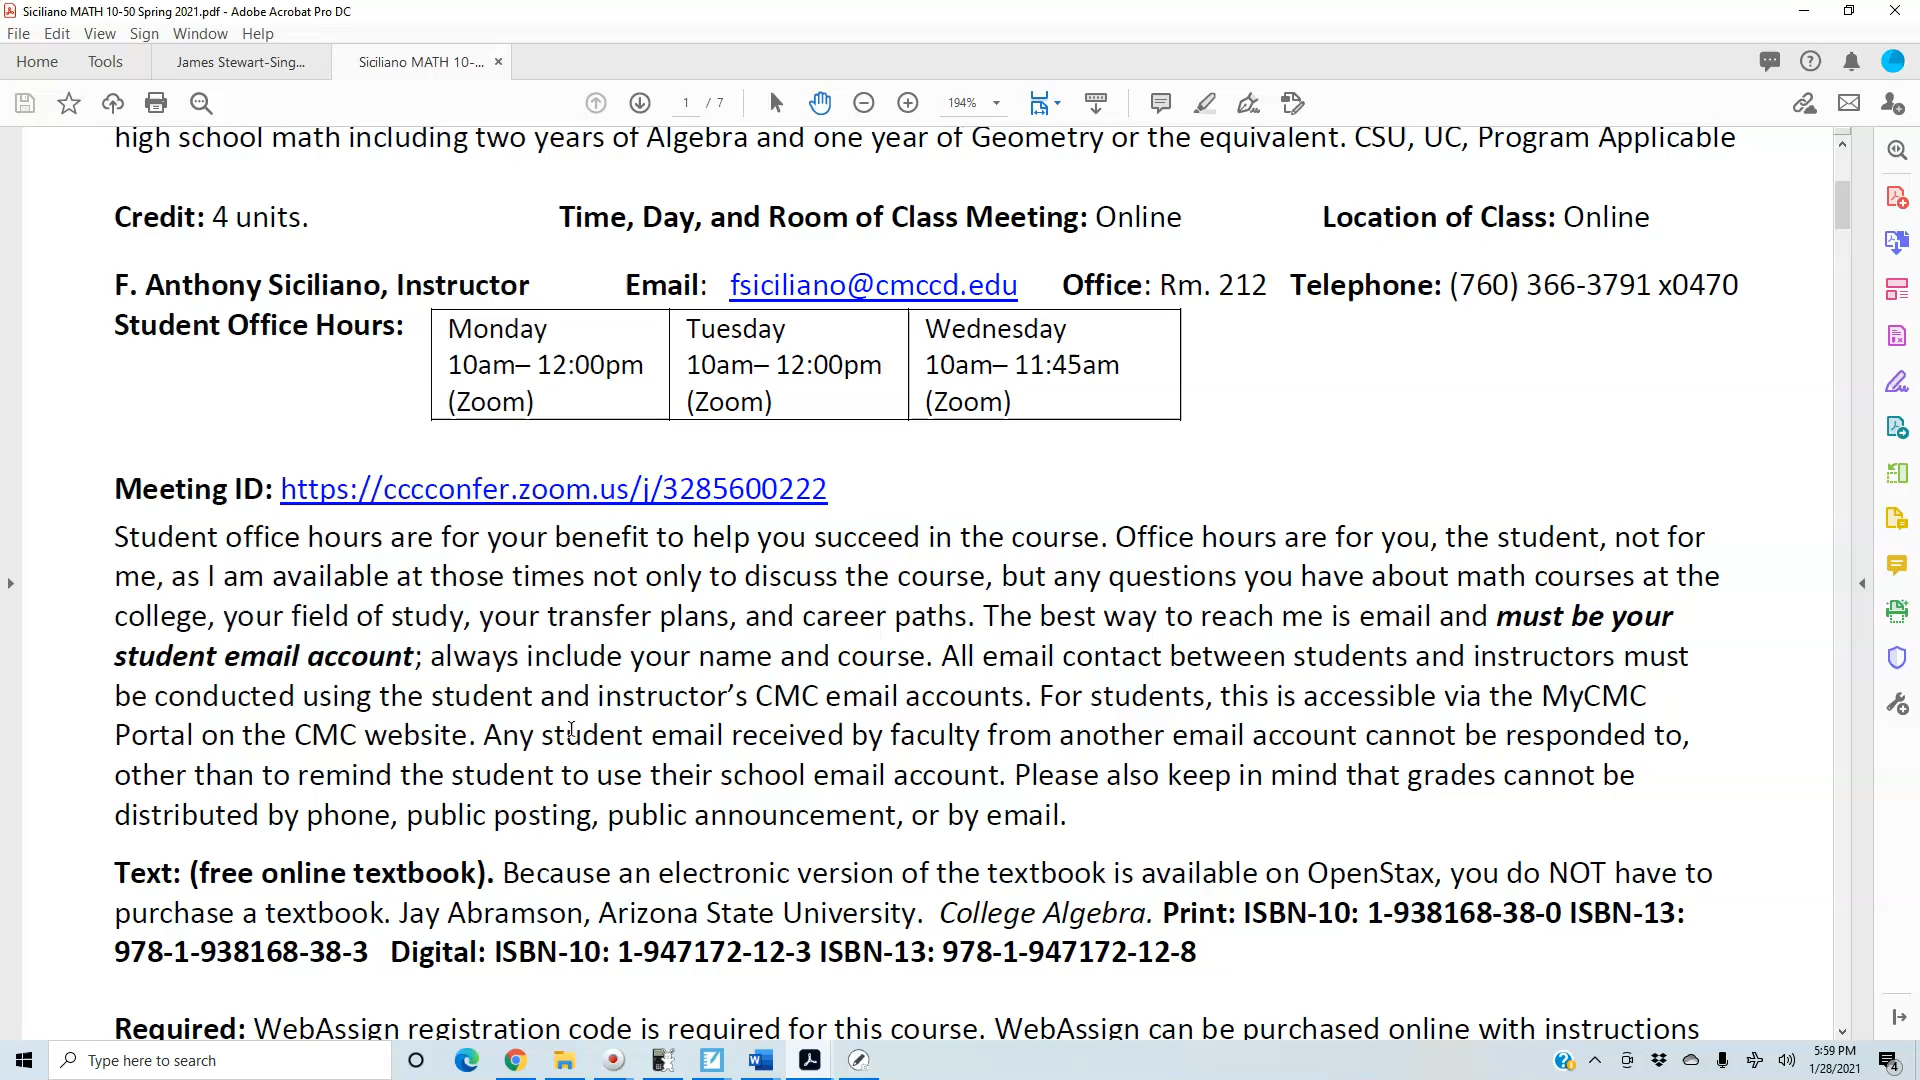 Siciliano MATH 10-50 Spring 2021.pdf - Adobe Acrobat Pro DC
File Edit View Sign Window Help
Home Tools James Stewart-Sing... Siciliano MATH 10-...
1 / 7 194%
high school math including two years of Algebra and one year of Geometry or the equivalent. CSU, UC, Program Applicable
Credit: 4 units. Time, Day, and Room of Class Meeting: Online Location of Class: Online
F. Anthony Siciliano, Instructor Email: fsiciliano@cmccd.edu Office: Rm. 212 Telephone: (760) 366-3791 x0470
Student Office Hours:
Monday Tuesday Wednesday
10am– 12:00pm 10am– 12:00pm 10am– 11:45am
(Zoom) (Zoom) (Zoom)
Meeting ID: https://cccconfer.zoom.us/j/3285600222
Student office hours are for your benefit to help you succeed in the course. Office hours are for you, the student, not for
me, as I am available at those times not only to discuss the course, but any questions you have about math courses at the
college, your field of study, your transfer plans, and career paths. The best way to reach me is email and must be your
student email account; always include your name and course. All email contact between students and instructors must
be conducted using the student and instructor’s CMC email accounts. For students, this is accessible via the MyCMC
Portal on the CMC website. Any student email received by faculty from another email account cannot be responded to,
other than to remind the student to use their school email account. Please also keep in mind that grades cannot be
distributed by phone, public posting, public announcement, or by email.
Text: (free online textbook). Because an electronic version of the textbook is available on OpenStax, you do NOT have to
purchase a textbook. Jay Abramson, Arizona State University. College Algebra. Print: ISBN-10: 1-938168-38-0 ISBN-13:
978-1-938168-38-3 Digital: ISBN-10: 1-947172-12-3 ISBN-13: 978-1-947172-12-8
Required: WebAssign registration code is required for this course. WebAssign can be purchased online with instructions
Type here to search
5:59 PM
1/28/2021
4